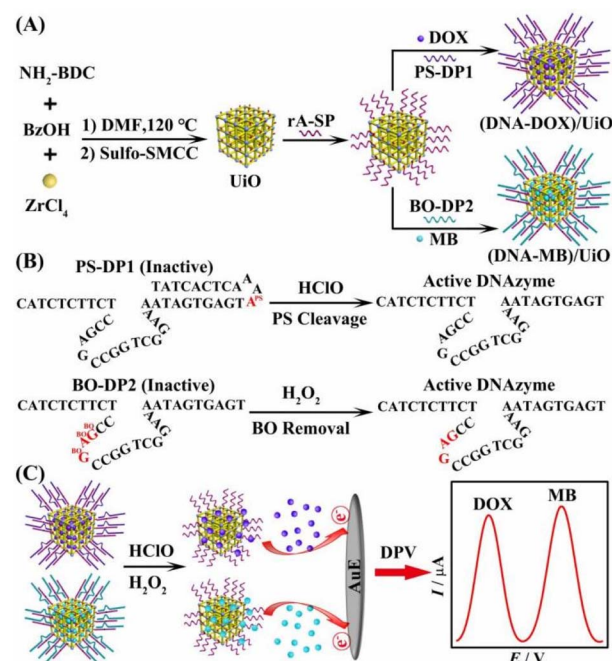 (A)
NH₂-BDC
+
BzOH
+
ZrCl₄
1) DMF,120 °C
2) Sulfo-SMCC
UiO
rA-SP
DOX
PS-DP1
(DNA-DOX)/UiO
BO-DP2
MB
(DNA-MB)/UiO
(B)
PS-DP1 (Inactive)
TATCACTCA A A
CATCTCTTCT AATAGTGAGT A PS
AGCC
G
CCGG TCG
AAG
HClO
PS Cleavage
Active DNAzyme
CATCTCTTCT AATAGTGAGT
AGCC
G
CCGG TCG
AAG
BO-DP2 (Inactive)
CATCTCTTCT AATAGTGAGT
BO
BO AGCC
BO G
CCGG TCG
AAG
H₂O₂
BO Removal
Active DNAzyme
CATCTCTTCT AATAGTGAGT
AGCC
G
CCGG TCG
AAG
(C)
HClO
H₂O₂
e⁻
AuE
e⁻
DPV
DOX
MB
I / μA
E / V